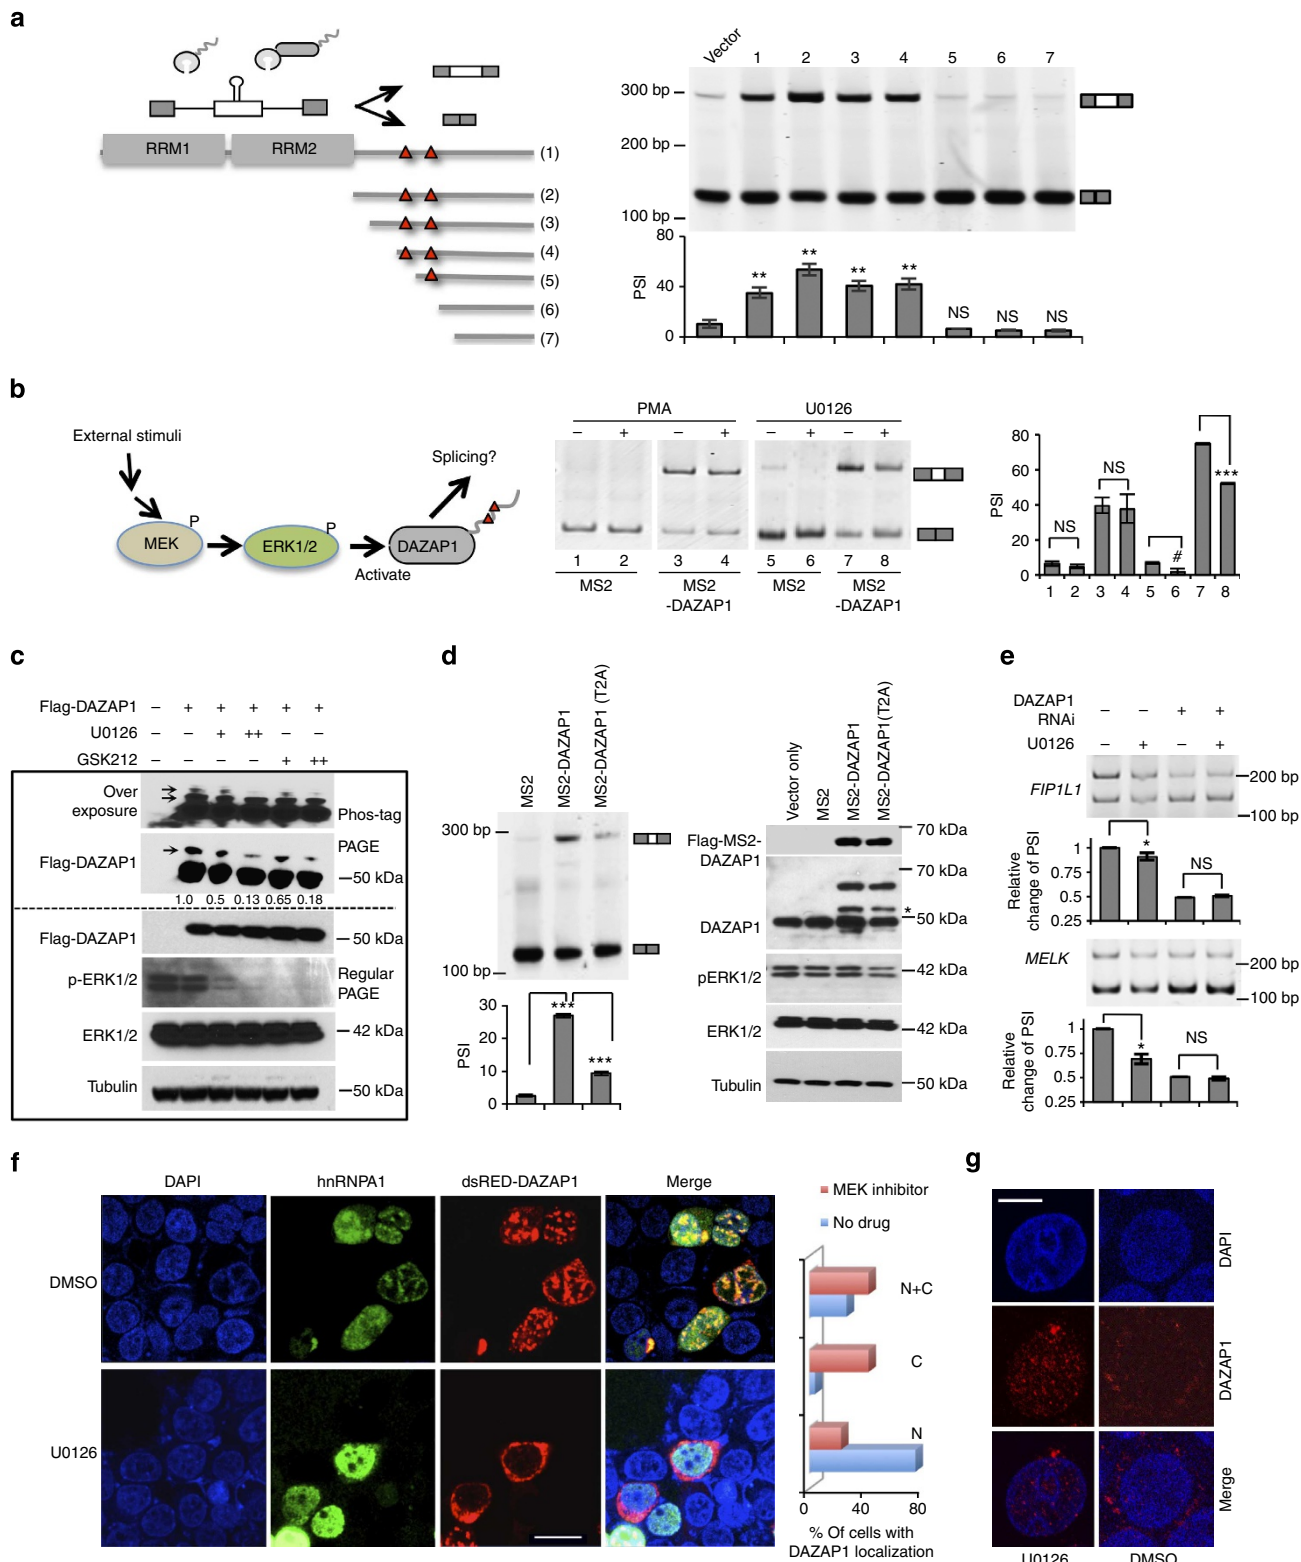 a
Vector 1 2 3 4 5 6 7
300 bp
200 bp
100 bp
RRM1 RRM2 (1)
(2)
(3)
(4)
(5)
(6)
(7)
80
40
0
PSI
** ** ** ** NS NS NS
b
External stimuli
Splicing?
MEK P
ERK1/2 P
DAZAP1
Activate
PMA U0126
– + – + – + – +
1 2 3 4 5 6 7 8
MS2 MS2 -DAZAP1 MS2 MS2 -DAZAP1
80
60
40
20
0
PSI
NS NS # ***
1 2 3 4 5 6 7 8
c
Flag-DAZAP1 – + + + + +
U0126 – – + ++ – –
GSK212 – – – – + ++
Over exposure
Phos-tag PAGE
Flag-DAZAP1
50 kDa
1.0 0.5 0.13 0.65 0.18
Flag-DAZAP1
50 kDa
p-ERK1/2
Regular PAGE
ERK1/2
42 kDa
Tubulin
50 kDa
d
MS2 MS2-DAZAP1 MS2-DAZAP1 (T2A)
300 bp
100 bp
30
20
10
0
PSI
*** ***
Vector only MS2 MS2-DAZAP1 MS2-DAZAP1(T2A)
Flag-MS2-DAZAP1
70 kDa
70 kDa
*
DAZAP1
50 kDa
pERK1/2
42 kDa
ERK1/2
42 kDa
Tubulin
50 kDa
e
DAZAP1 RNAi – – + +
U0126 – + – +
FIP1L1
200 bp
100 bp
Relative change of PSI
1
0.75
0.5
0.25
* NS
MELK
200 bp
100 bp
Relative change of PSI
1
0.75
0.5
0.25
* NS
f
DAPI hnRNPA1 dsRED-DAZAP1 Merge
DMSO
U0126
MEK inhibitor
No drug
N+C
C
N
0 40 80
% Of cells with
DAZAP1 localization
g
DAPI
DAZAP1
Merge
U0126 DMSO